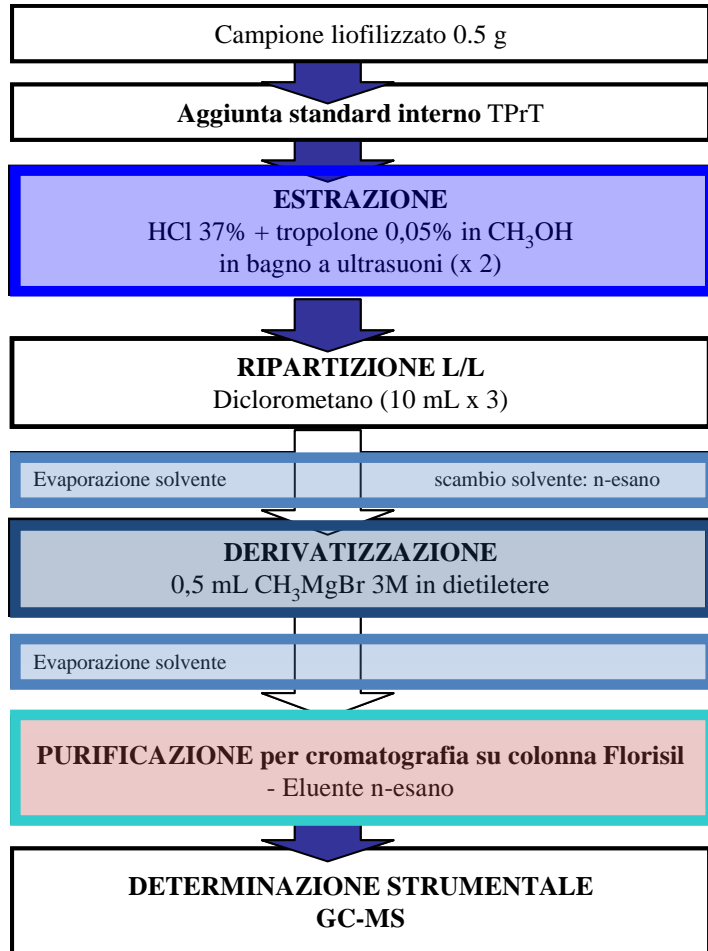 Campione liofilizzato 0.5 g
Aggiunta standard interno TPrT
ESTRAZIONE
HCl 37% + tropolone 0,05% in CH₃OH
in bagno a ultrasuoni (x 2)
RIPARTIZIONE L/L
Diclorometano (10 mL x 3)
Evaporazione solvente scambio solvente: n-esano
DERIVATIZZAZIONE
0,5 mL CH₃MgBr 3M in dietiletere
Evaporazione solvente
PURIFICAZIONE per cromatografia su colonna Florisil
- Eluente n-esano
DETERMINAZIONE STRUMENTALE
GC-MS